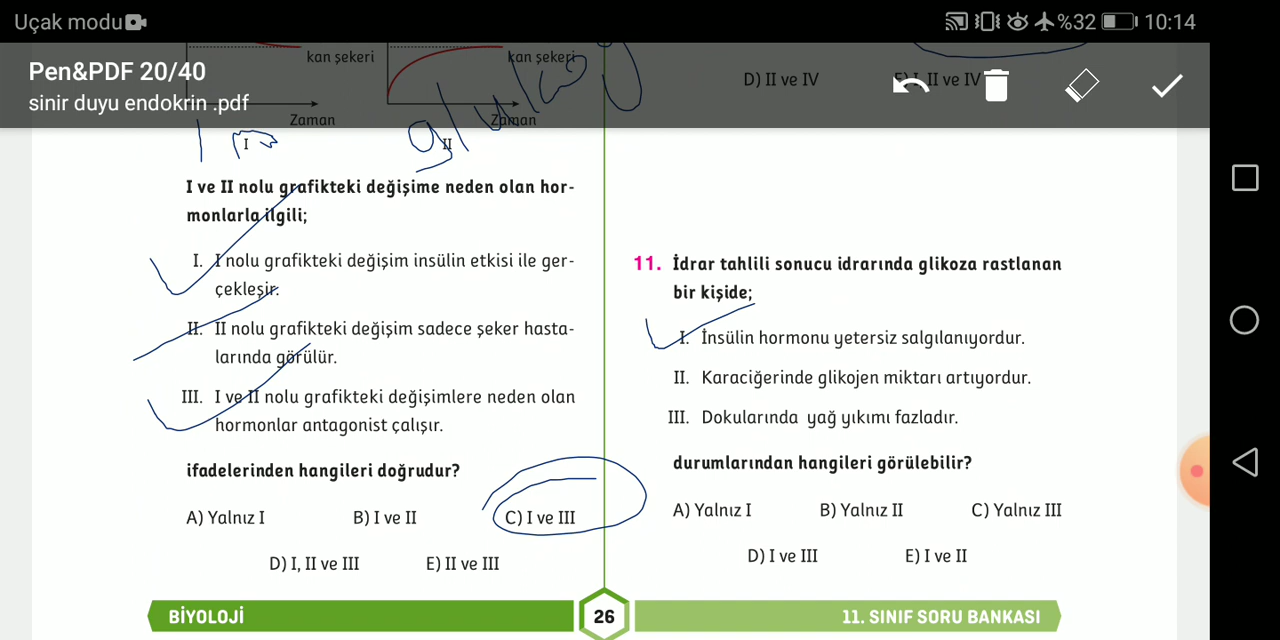 Uçak modu
%32
10:14
Pen&PDF 20/40
sinir duyu endokrin .pdf
kan şekeri
kan şekeri
Zaman
Zaman
I
II
D) II ve IV
E) I, II ve IV
I ve II nolu grafikteki değişime neden olan hor-
monlarla ilgili;
I. I nolu grafikteki değişim insülin etkisi ile ger-
çekleşir.
II. II nolu grafikteki değişim sadece şeker hasta-
larında görülür.
III. I ve II nolu grafikteki değişimlere neden olan
hormonlar antagonist çalışır.
ifadelerinden hangileri doğrudur?
A) Yalnız I B) I ve II C) I ve III
D) I, II ve III E) II ve III
11. İdrar tahlili sonucu idrarında glikoza rastlanan
bir kişide;
I. İnsülin hormonu yetersiz salgılanıyordur.
II. Karaciğerinde glikojen miktarı artıyordur.
III. Dokularında yağ yıkımı fazladır.
durumlarından hangileri görülebilir?
A) Yalnız I B) Yalnız II C) Yalnız III
D) I ve III E) I ve II
BİYOLOJİ
26
11. SINIF SORU BANKASI